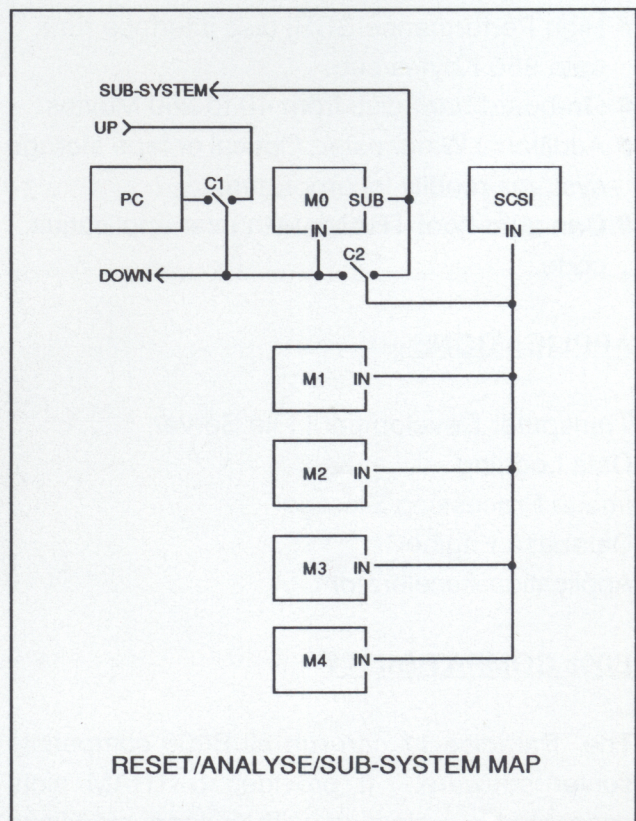 SUB-SYSTEM
UP
PC
C1
M0
SUB
IN
SCSI
IN
DOWN
C2
M1 IN
M2 IN
M3 IN
M4 IN
RESET/ANALYSE/SUB-SYSTEM MAP